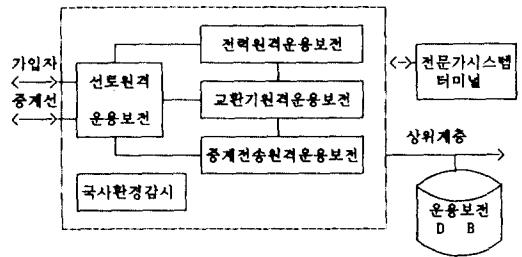 전력원격운용보전
가입자
중계선
선토원격
운용보전
교환기원격운용보전
중계전송원격운용보전
국사환경감시
전문가시스템
터미널
상위계층
운용보전
D B